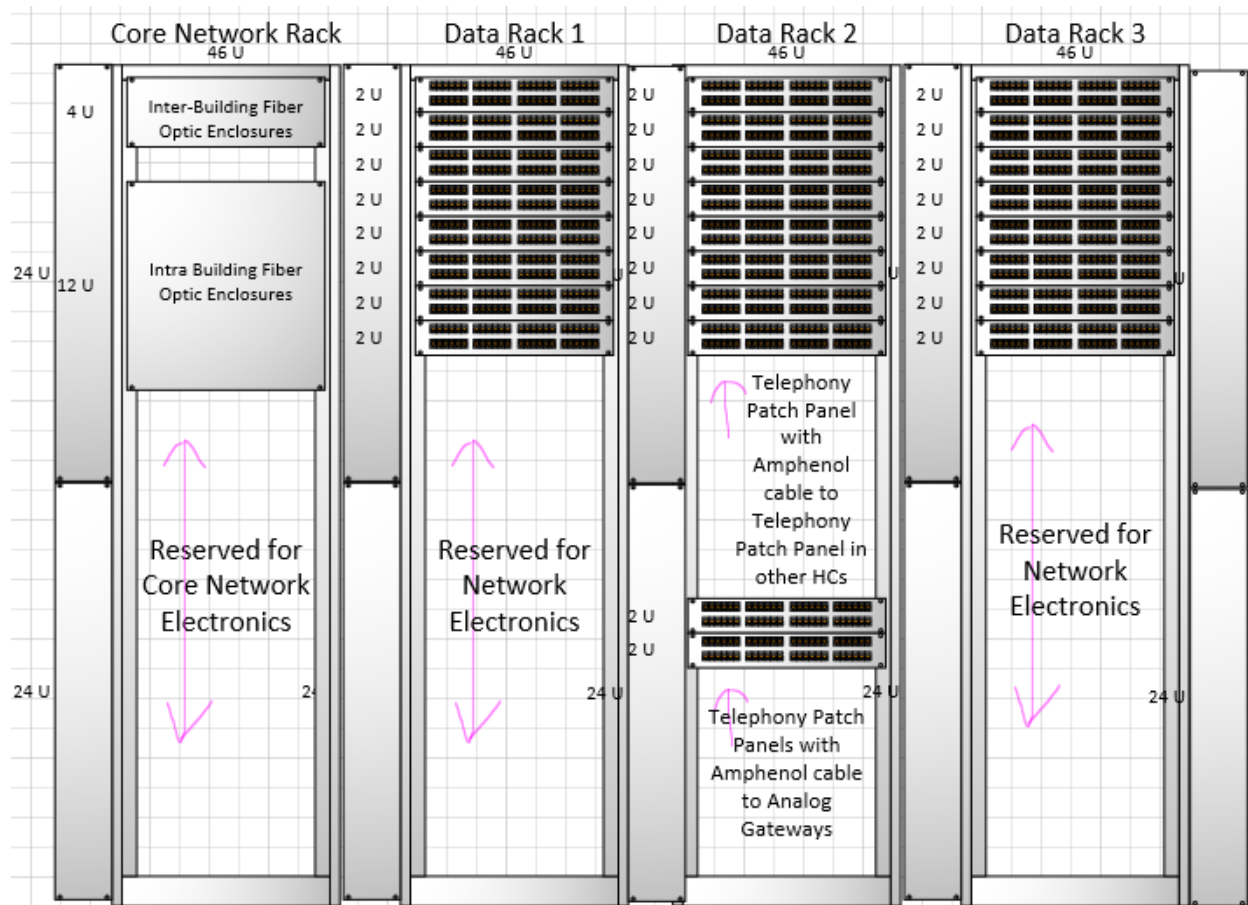 Core Network Rack
46 U
Data Rack 1
46 U
Data Rack 2
46 U
Data Rack 3
46 U
4 U
Inter-Building Fiber
Optic Enclosures
24 U
12 U
Intra Building Fiber
Optic Enclosures
Reserved for
Core Network
Electronics
24 U
24
2 U
2 U
2 U
2 U
2 U
2 U
2 U
2 U
U
Reserved for
Network
Electronics
24 U
2 U
2 U
2 U
2 U
2 U
2 U
2 U
2 U
U
Telephony
Patch Panel
with
Amphenol
cable to
Telephony
Patch Panel in
other HCs
2 U
2 U
24 U
Telephony Patch
Panels with
Amphenol cable
to Analog
Gateways
2 U
2 U
2 U
2 U
2 U
2 U
2 U
2 U
U
Reserved for
Network
Electronics
24 U